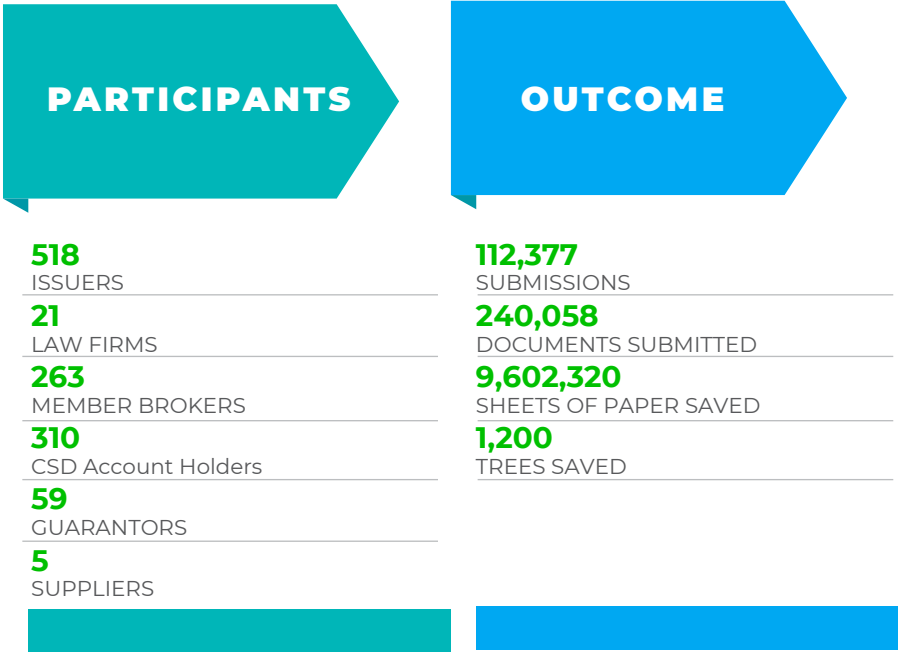 PARTICIPANTS
518
ISSUERS
21
LAW FIRMS
263
MEMBER BROKERS
310
CSD Account Holders
59
GUARANTORS
5
SUPPLIERS
OUTCOME
112,377
SUBMISSIONS
240,058
DOCUMENTS SUBMITTED
9,602,320
SHEETS OF PAPER SAVED
1,200
TREES SAVED